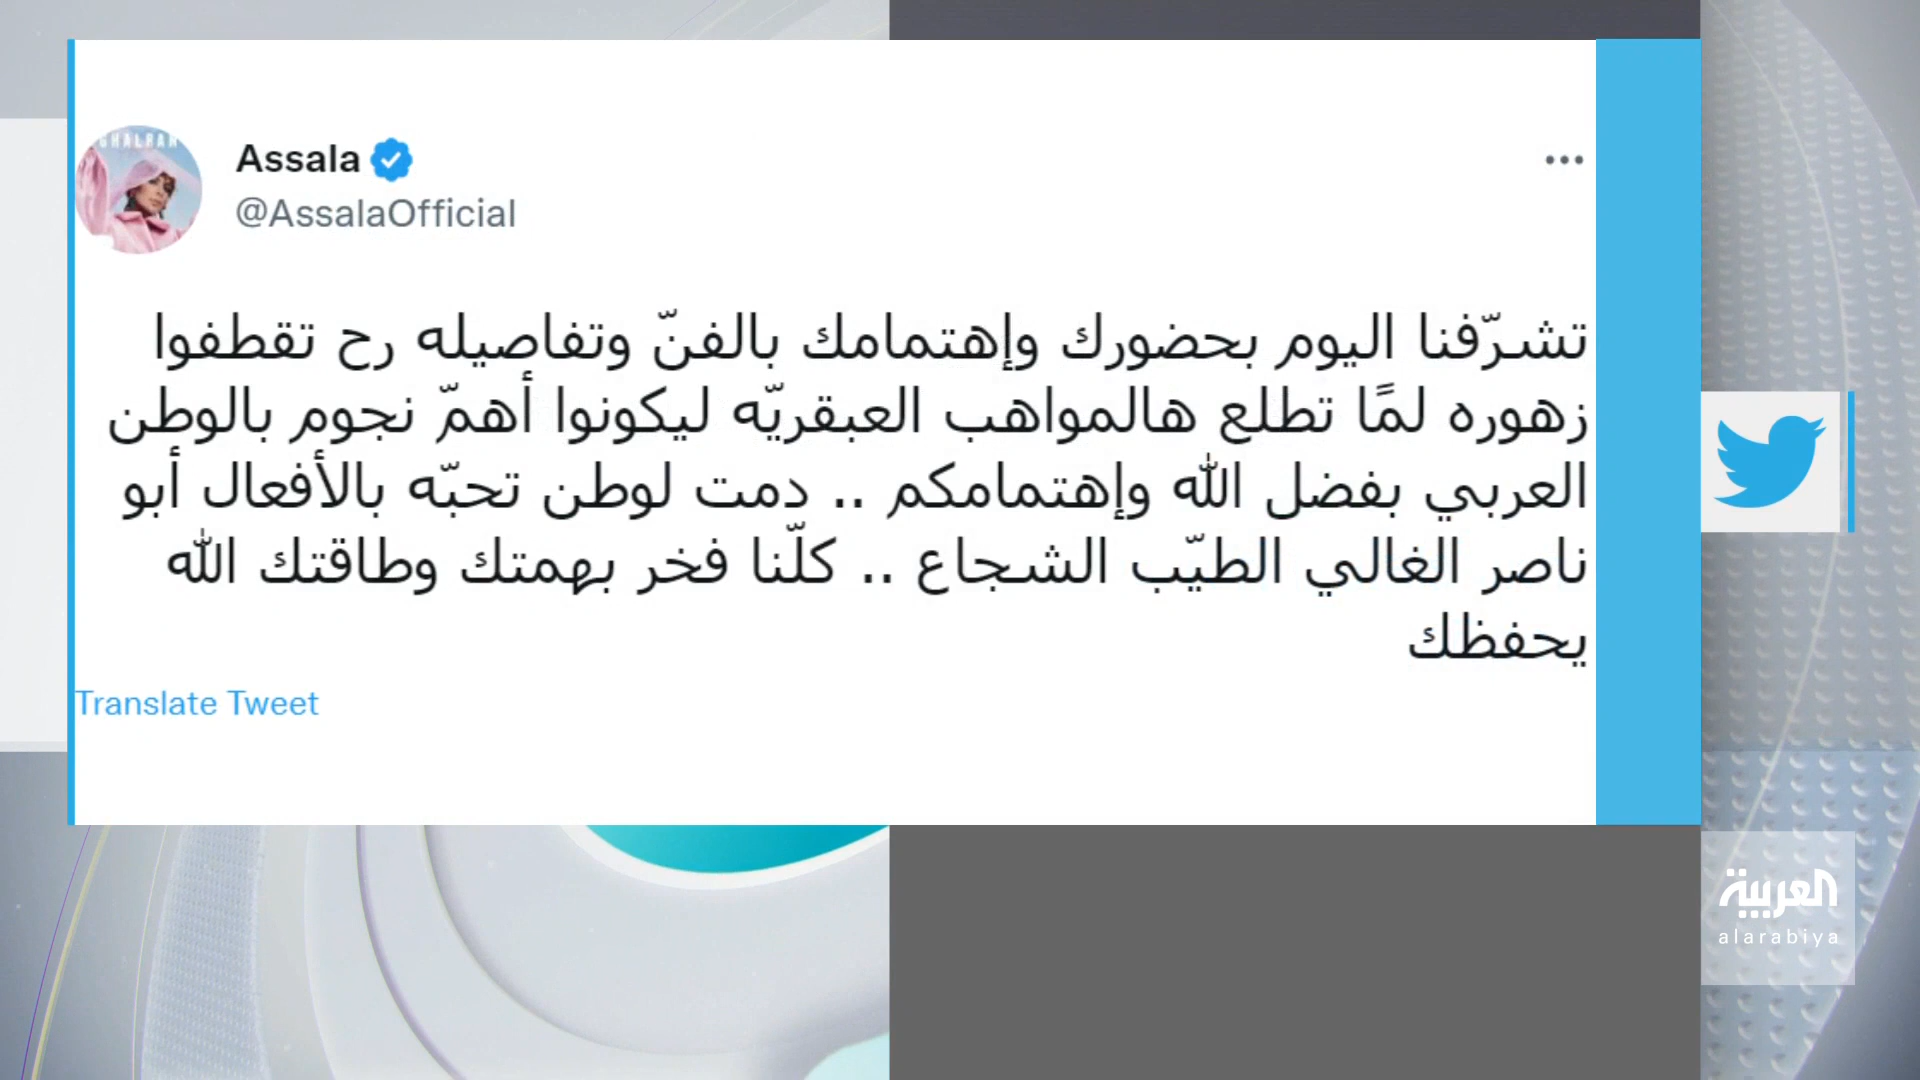 GHALBAN
Assala
@AssalaOfficial
تشرّفنا اليوم بحضورك وإهتمامك بالفنّ وتفاصيله رح تقطفوا
زهوره لمًا تطلع هالمواهب العبقريّه ليكونوا أهمّ نجوم بالوطن
العربي بفضل الله وإهتمامكم .. دمت لوطن تحبّه بالأفعال أبو
ناصر الغالي الطيّب الشجاع .. كلّنا فخر بهمتك وطاقتك الله
يحفظك
Translate Tweet
العربية
alarabiya